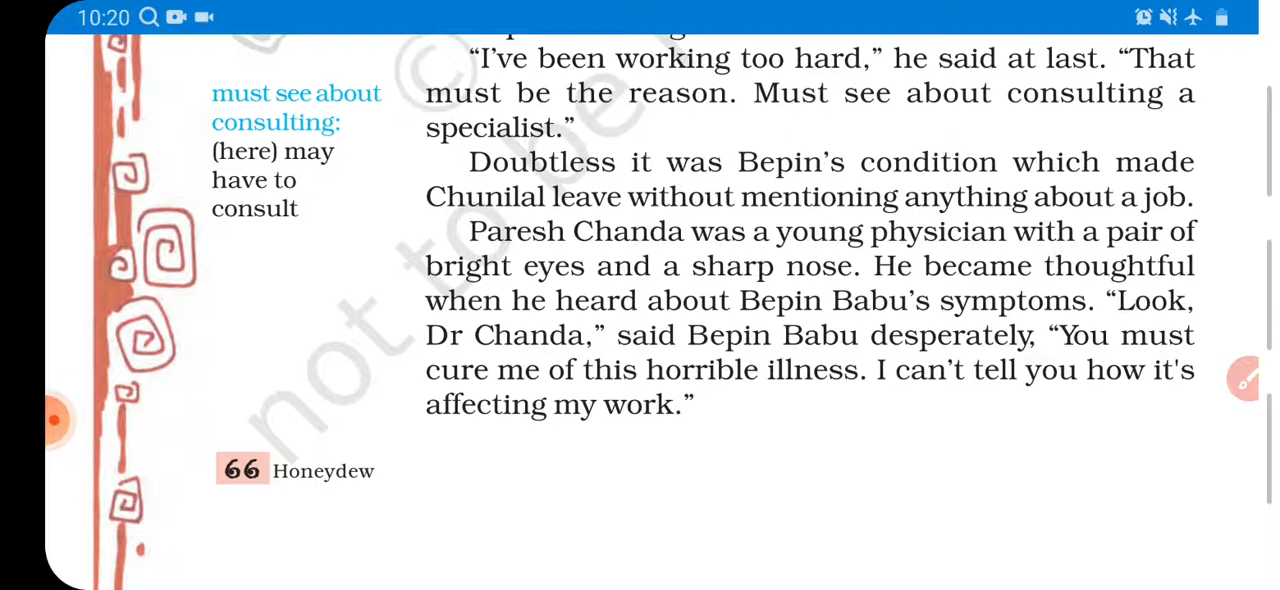 10:20
"I've been working too hard," he said at last. "That
must be the reason. Must see about consulting a
specialist."
must see about
consulting:
(here) may
have to
consult
Doubtless it was Bepin's condition which made
Chunilal leave without mentioning anything about a job.
Paresh Chanda was a young physician with a pair of
bright eyes and a sharp nose. He became thoughtful
when he heard about Bepin Babu's symptoms. "Look,
Dr Chanda," said Bepin Babu desperately, "You must
cure me of this horrible illness. I can't tell you how it's
affecting my work."
66 Honeydew
© not to be